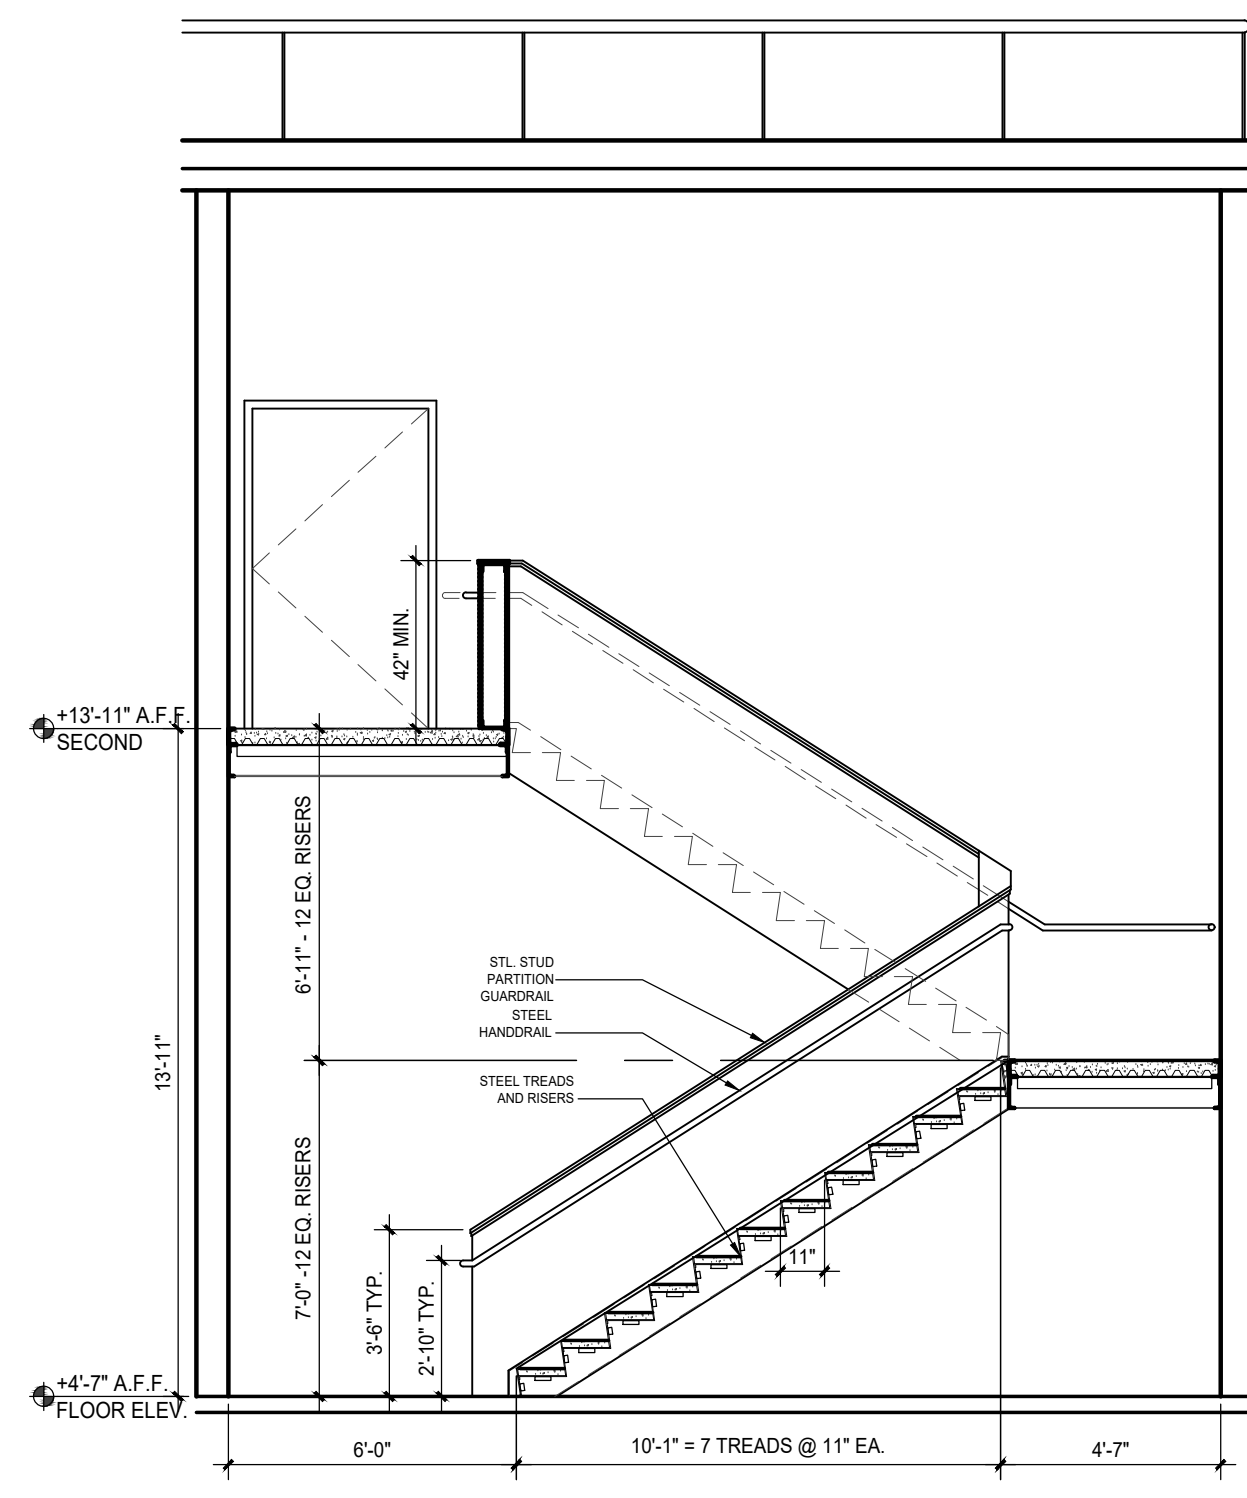 42" MIN.
+13'-11" A.F.F.
SECOND
6'-11" - 12 EQ. RISERS
STL. STUD
PARTITION
GUARDRAIL
STEEL
HANDDRAIL
13'-11"
STEEL TREADS
AND RISERS
7'-0" -12 EQ. RISERS
11"
3'-6" TYP.
2'-10" TYP.
+4'-7" A.F.F.
FLOOR ELEV.
6'-0"
10'-1" = 7 TREADS @ 11" EA.
4'-7"